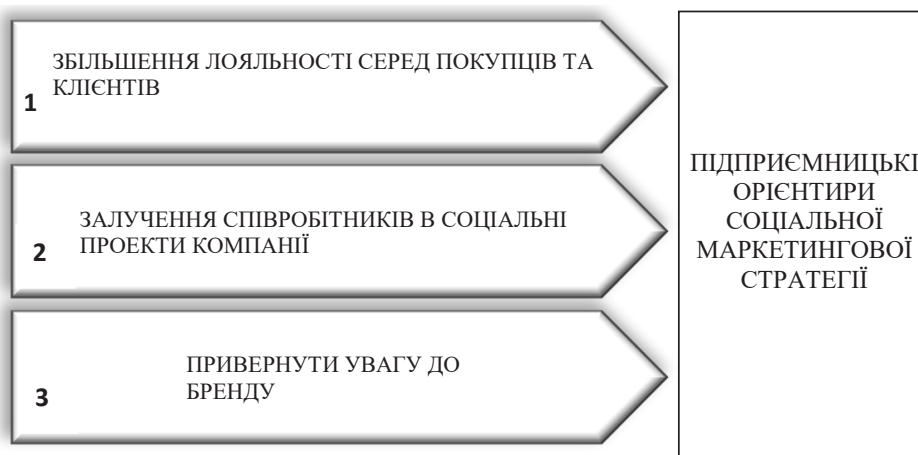 ЗБІЛЬШЕННЯ ЛОЯЛЬНОСТІ СЕРЕД ПОКУПЦІВ ТА
КЛІЄНТІВ
1
ЗАЛУЧЕННЯ СПІВРОБІТНИКІВ В СОЦІАЛЬНІ
ПРОЕКТИ КОМПАНІЇ
2
ПРИВЕРНУТИ УВАГУ ДО
БРЕНДУ
3
ПІДПРИЄМНИЦЬКІ
ОРІЄНТИРИ
СОЦІАЛЬНОЇ
МАРКЕТИНГОВОЇ
СТРАТЕГІЇ